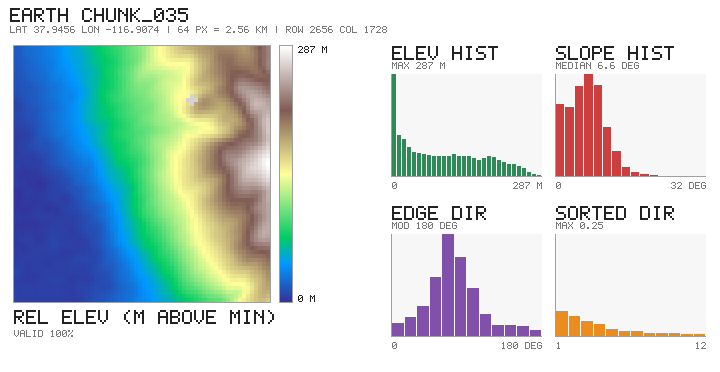 EARTH CHUNK_035
LAT 37.9456 LON -116.9074 | 64 PX = 2.56 KM | ROW 2656 COL 1728
287 M
0 M
REL ELEV (M ABOVE MIN)
VALID 100%
ELEV HIST
MAX 287 M
0 287 M
SLOPE HIST
MEDIAN 6.6 DEG
0 32 DEG
EDGE DIR
MOD 180 DEG
0 180 DEG
SORTED DIR
MAX 0.25
1 12